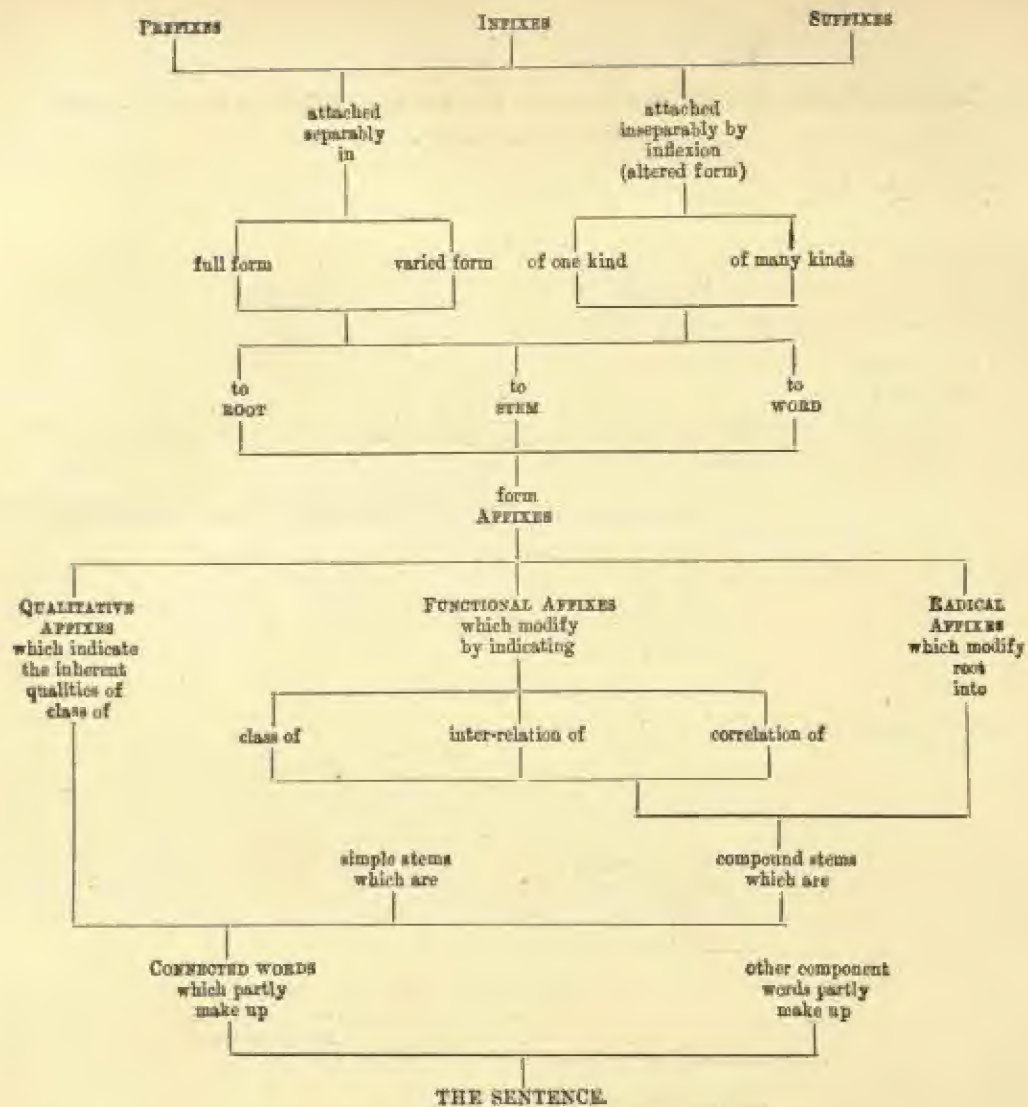 PREFIXES INFIXES SUFFIXES
attached
separably
in
attached
inseparably by
inflexion
(altered form)
full form varied form of one kind of many kinds
to
ROOT
to
STEM
to
WORD
form
AFFIXES
QUALITATIVE
AFFIXES
which indicate
the inherent
qualities of
class of
FUNCTIONAL AFFIXES
which modify
by indicating
RADICAL
AFFIXES
which modify
root
into
class of inter-relation of correlation of
simple stems
which are
compound stems
which are
CONNECTED WORDS
which partly
make up
other component
words partly
make up
THE SENTENCE.